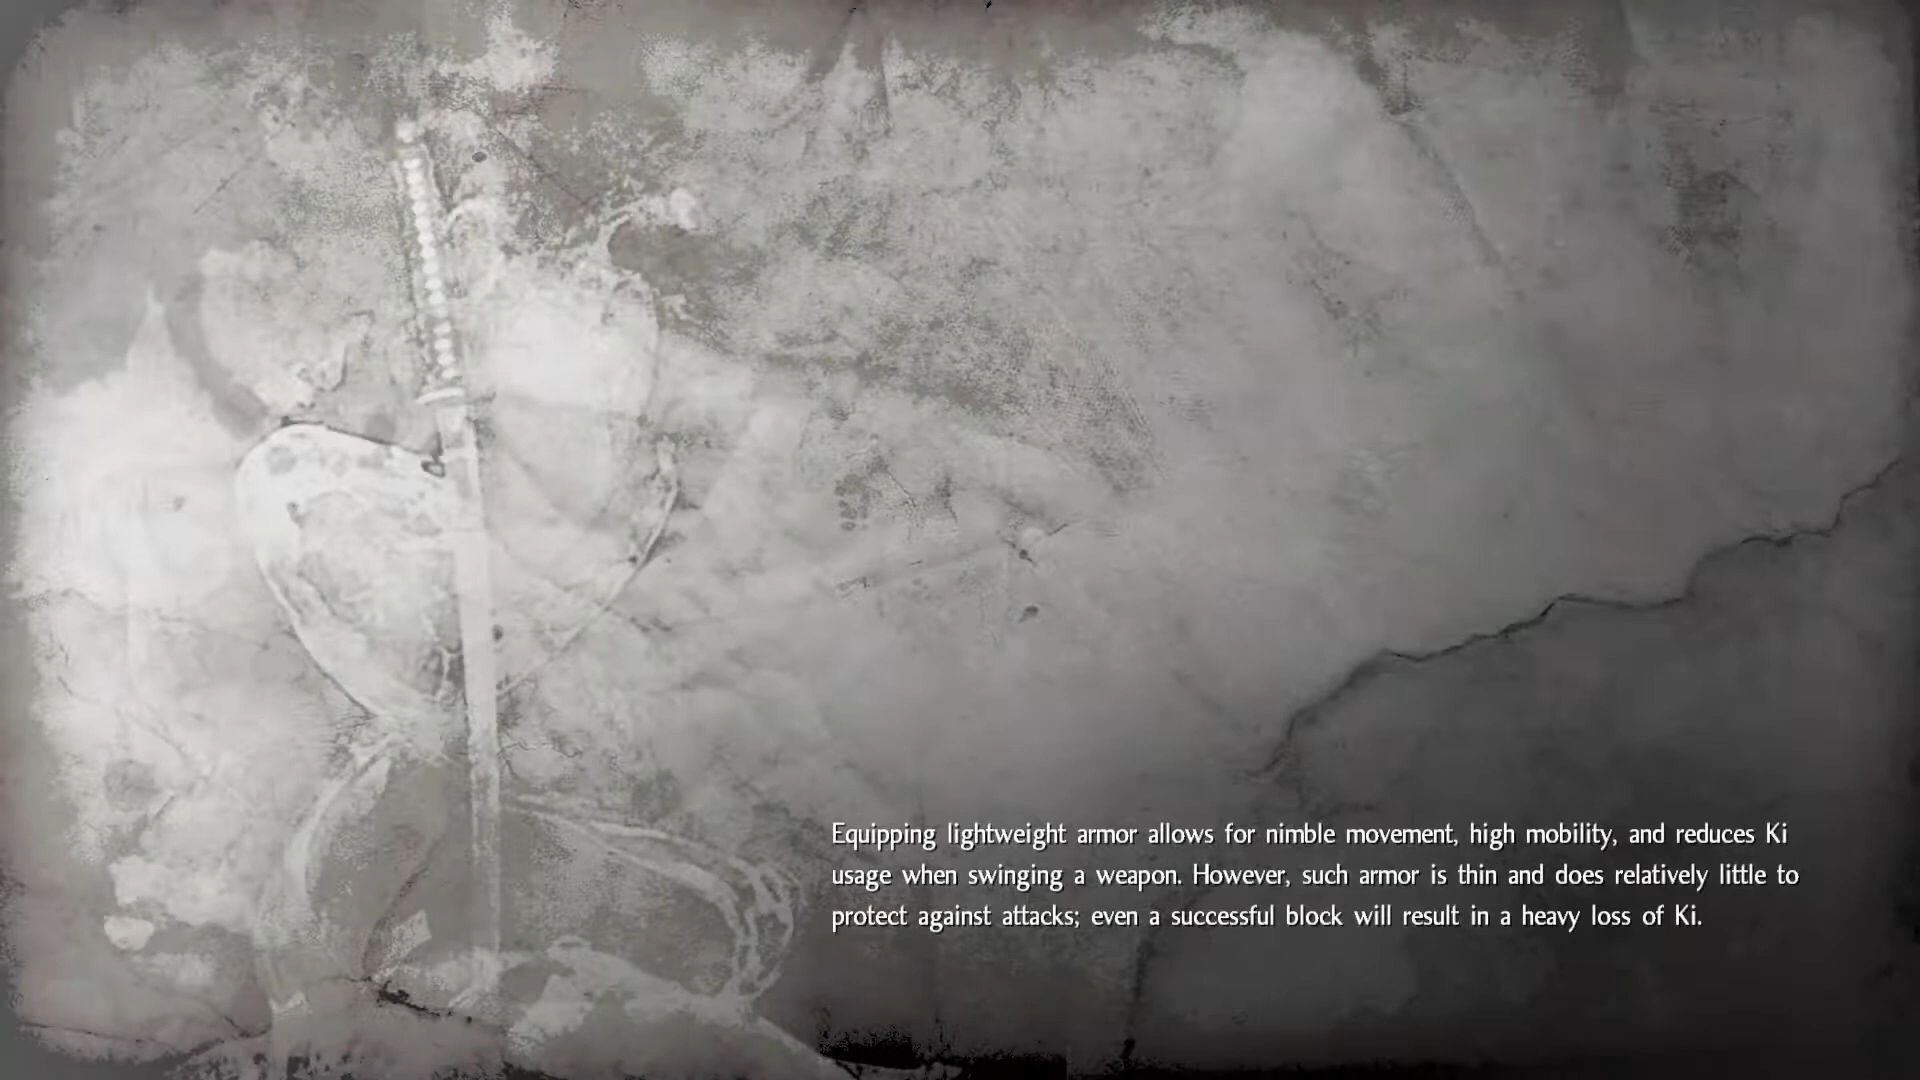 Equipping lightweight armor allows for nimble movement, high mobility, and reduces Ki
usage when swinging a weapon. However, such armor is thin and does relatively little to
protect against attacks; even a successful block will result in a heavy loss of Ki.